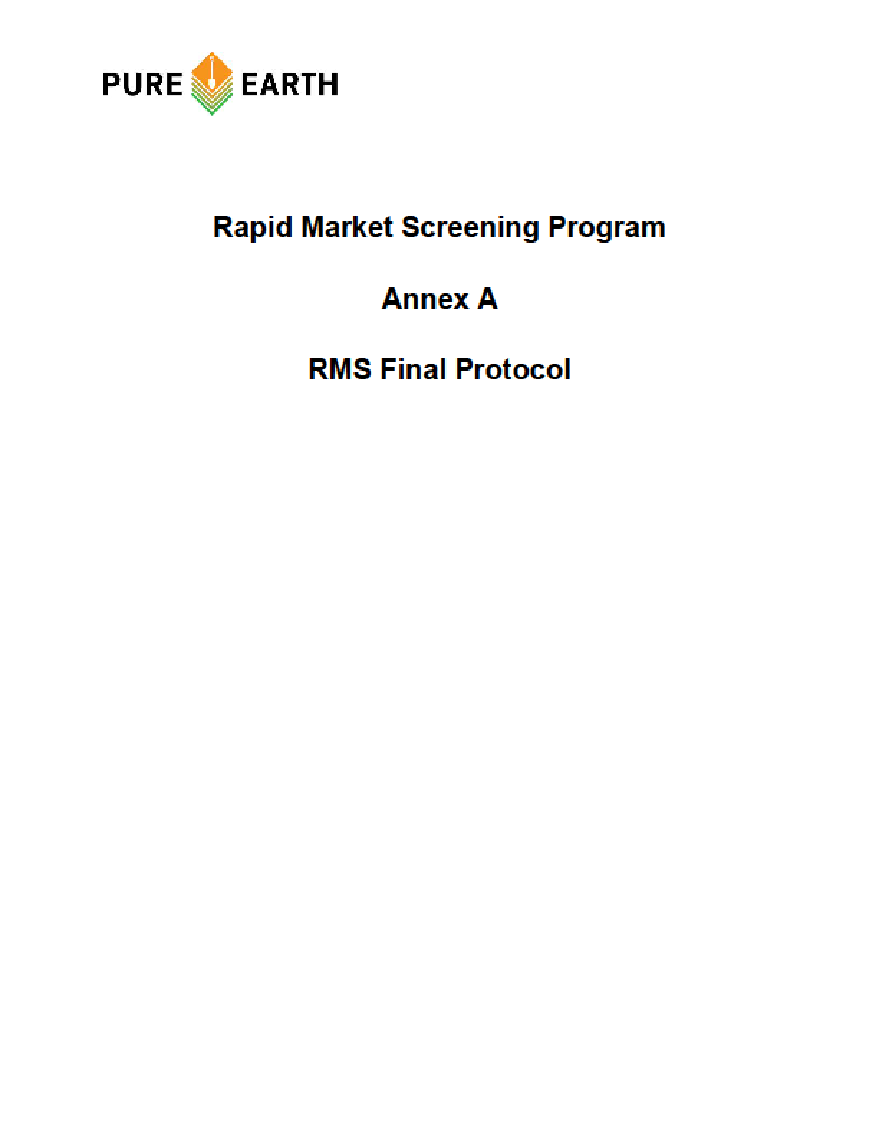 PURE EARTH
Rapid Market Screening Program
Annex A
RMS Final Protocol